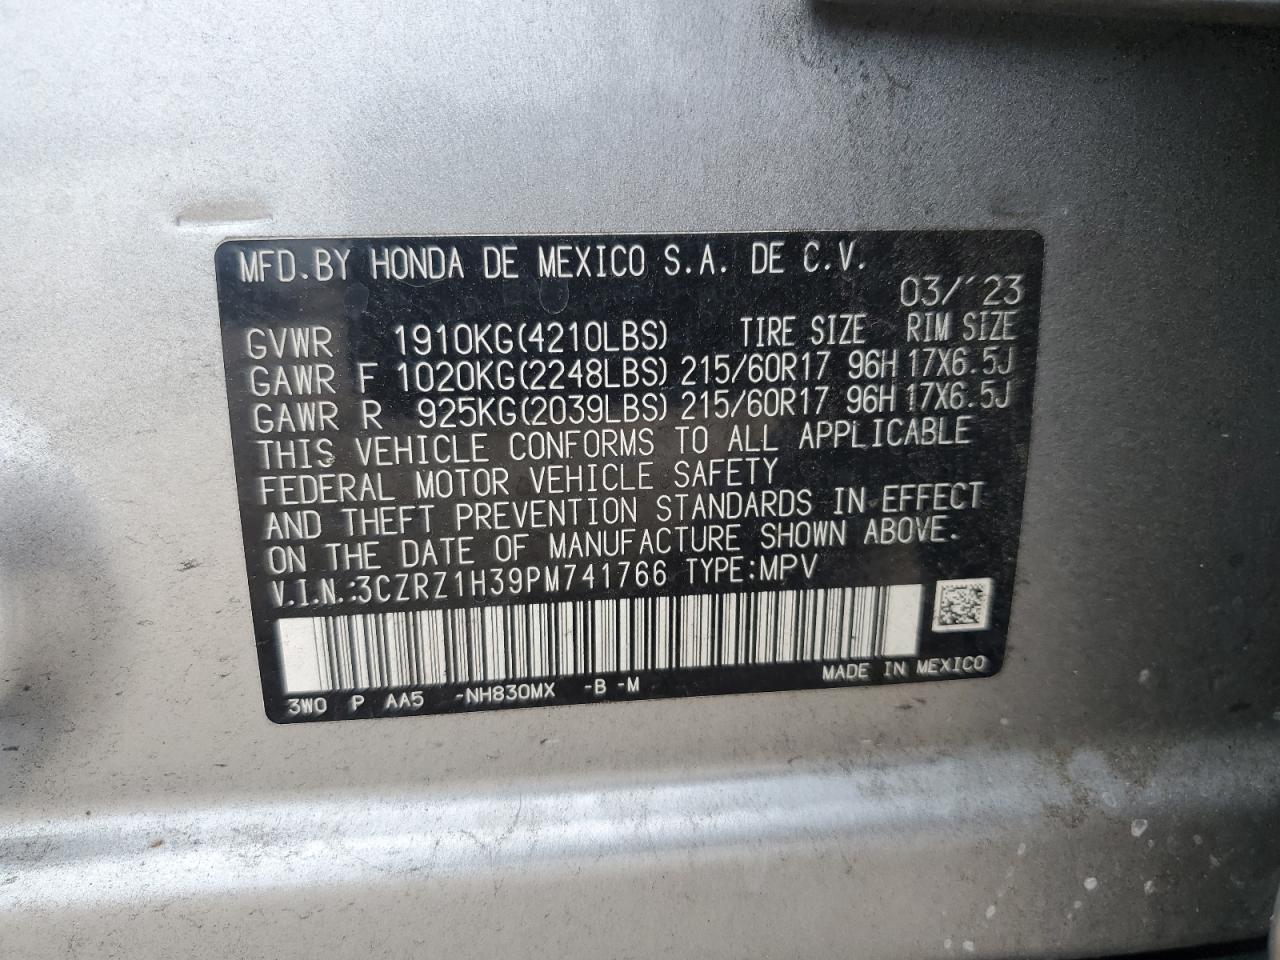 MFD.BY HONDA DE MEXICO S.A. DE C.V.
03/'23
GVWR 1910KG(4210LBS) TIRE SIZE RIM SIZE
GAWR F 1020KG(2248LBS) 215/60R17 96H 17X6.5J
GAWR R 925KG(2039LBS) 215/60R17 96H 17X6.5J
THIS VEHICLE CONFORMS TO ALL APPLICABLE
FEDERAL MOTOR VEHICLE SAFETY
AND THEFT PREVENTION STANDARDS IN EFFECT
ON THE DATE OF MANUFACTURE SHOWN ABOVE.
V.I.N.:3CZRZ1H39PM741766 TYPE:MPV
3W0 P AA5 -NH830MX -B -M MADE IN MEXICO